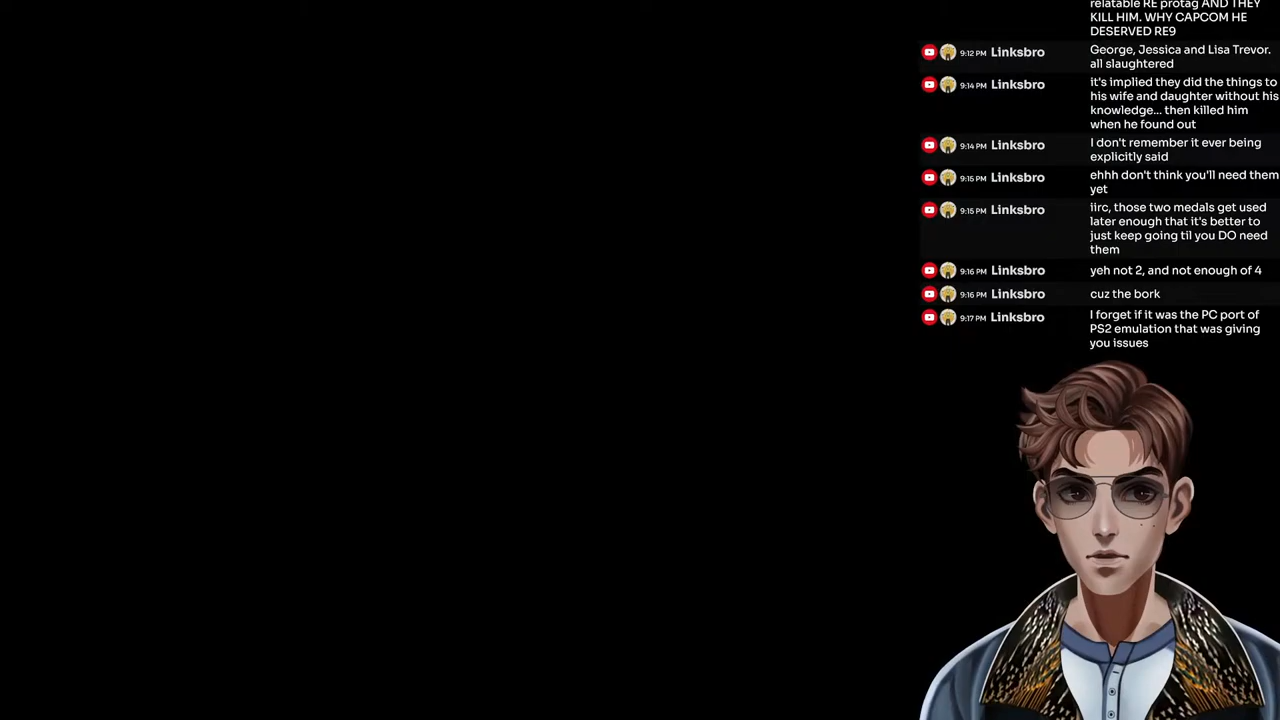 relatable RE protag AND THEY
KILL HIM. WHY CAPCOM HE
DESERVED RE9
9:12 PM Linksbro George, Jessica and Lisa Trevor.
all slaughtered
9:14 PM Linksbro it's implied they did the things to
his wife and daughter without his
knowledge... then killed him
when he found out
9:14 PM Linksbro I don't remember it ever being
explicitly said
9:15 PM Linksbro ehhh don't think you'll need them
yet
9:15 PM Linksbro iirc, those two medals get used
later enough that it's better to
just keep going til you DO need
them
9:16 PM Linksbro yeh not 2, and not enough of 4
9:16 PM Linksbro cuz the bork
9:17 PM Linksbro I forget if it was the PC port of
PS2 emulation that was giving
you issues